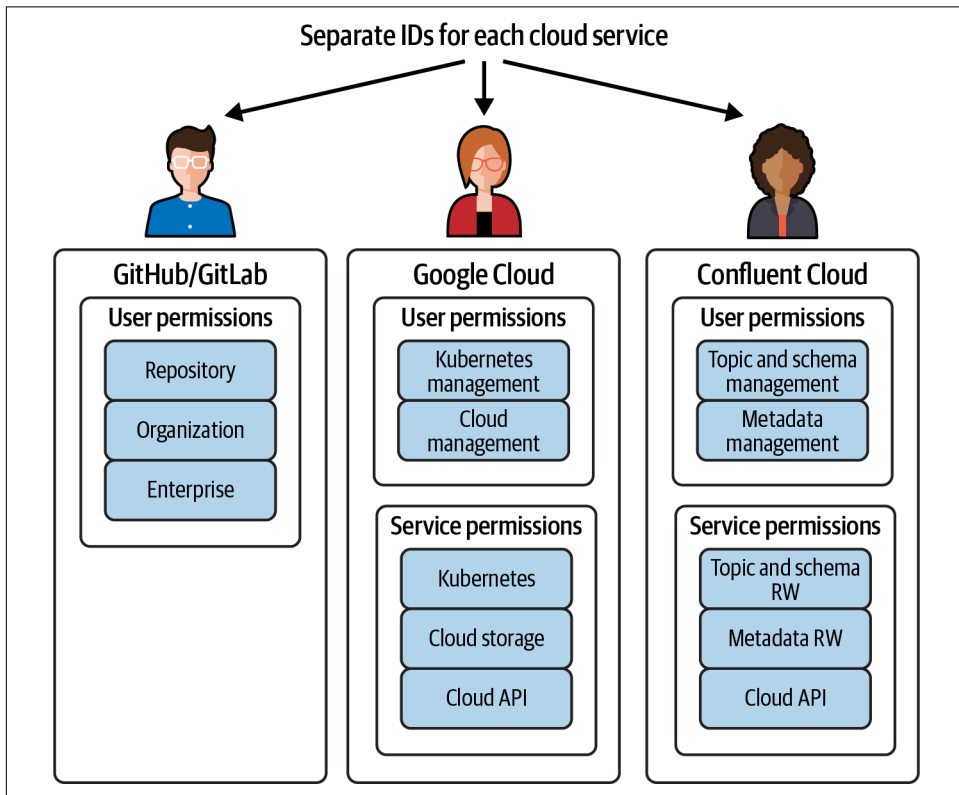 Separate IDs for each cloud service
GitHub/GitLab
User permissions
Repository
Organization
Enterprise
Google Cloud
User permissions
Kubernetes
management
Cloud
management
Service permissions
Kubernetes
Cloud storage
Cloud API
Confluent Cloud
User permissions
Topic and schema
management
Metadata
management
Service permissions
Topic and schema
RW
Metadata RW
Cloud API